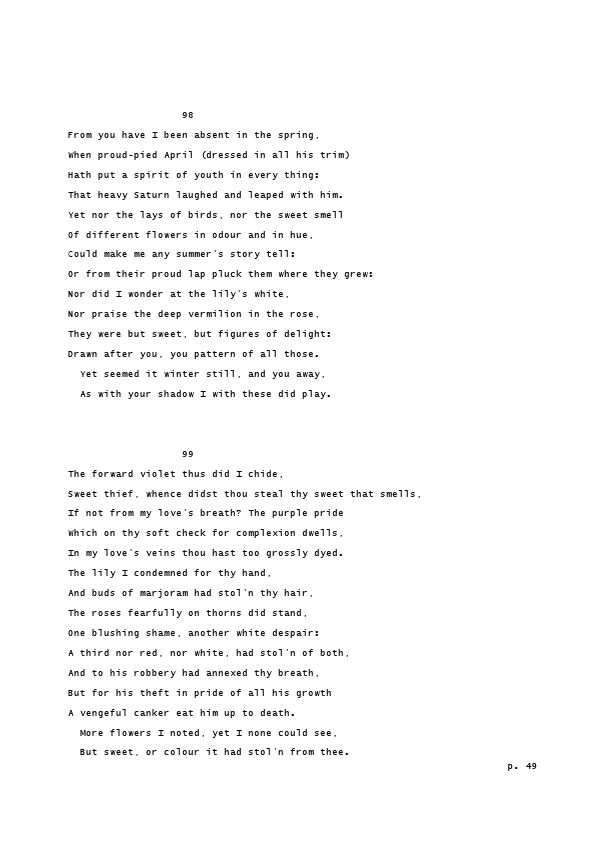 98
From you have I been absent in the spring,
When proud-pied April (dressed in all his trim)
Hath put a spirit of youth in every thing:
That heavy Saturn laughed and leaped with him.
Yet nor the lays of birds, nor the sweet smell
Of different flowers in odour and in hue,
Could make me any summer's story tell:
Or from their proud lap pluck them where they grew:
Nor did I wonder at the lily's white,
Nor praise the deep vermilion in the rose,
They were but sweet, but figures of delight:
Drawn after you, you pattern of all those.
Yet seemed it winter still, and you away,
As with your shadow I with these did play.
99
The forward violet thus did I chide,
Sweet thief, whence didst thou steal thy sweet that smells,
If not from my love's breath? The purple pride
Which on thy soft check for complexion dwells,
In my love's veins thou hast too grossly dyed.
The lily I condemned for thy hand,
And buds of marjoram had stol'n thy hair,
The roses fearfully on thorns did stand,
One blushing shame, another white despair:
A third nor red, nor white, had stol'n of both,
And to his robbery had annexed thy breath,
But for his theft in pride of all his growth
A vengeful canker eat him up to death.
More flowers I noted, yet I none could see,
But sweet, or colour it had stol'n from thee.
p. 49